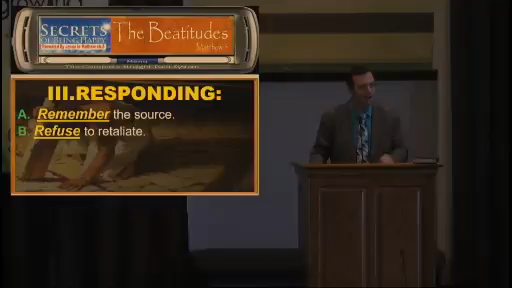 SECRETS
OF BEING HAPPY
The Beatitudes
Matthew 5
III.RESPONDING:
A. Remember the source.
B. Refuse to retaliate.